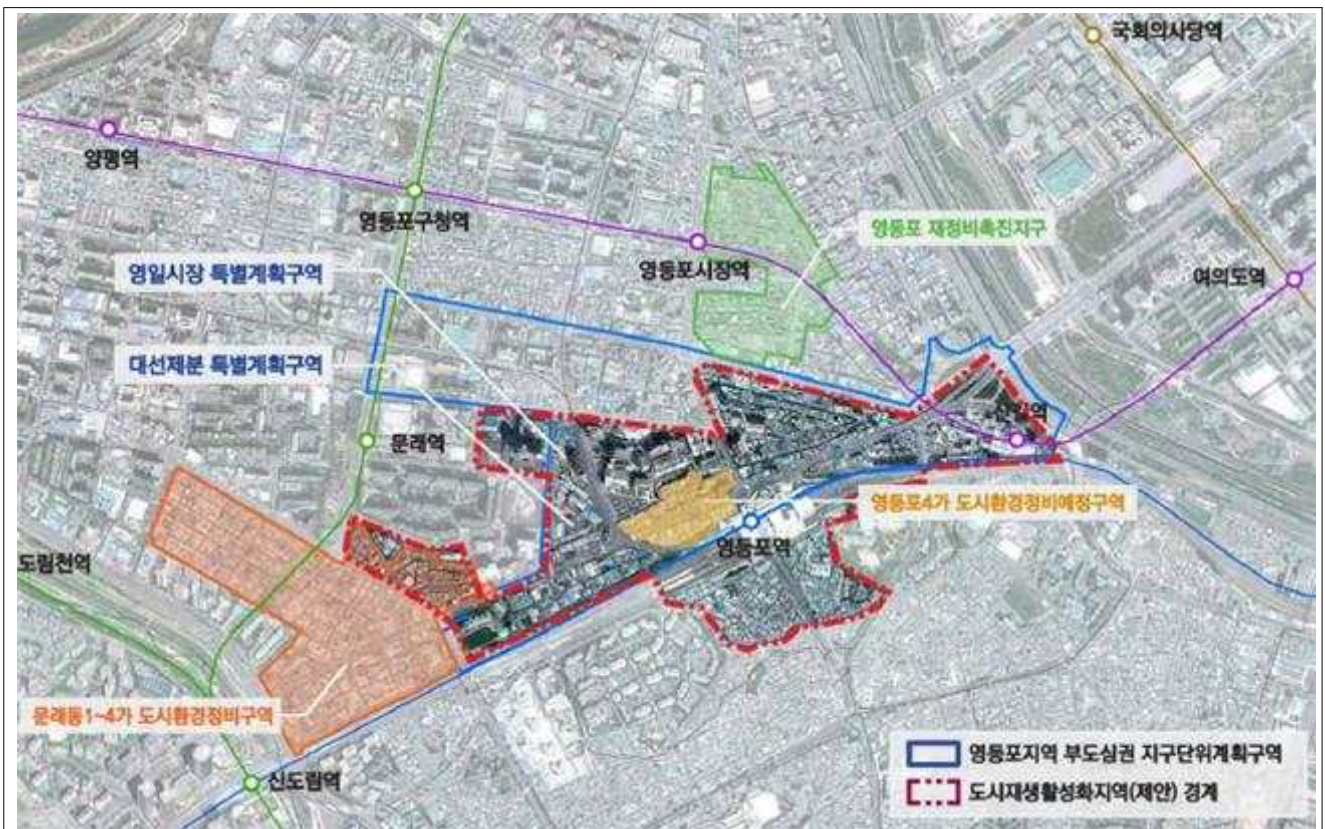 국회의사당역
양평역
영등포구청역
영등포 재정비촉진지구
영일시장 특별계획구역
영등포시장역
여의도역
대선제분 특별계획구역
신길역
문래역
영등포4가 도시환경정비예정구역
영등포역
도림천역
문래동1~4가 도시환경정비구역
영등포지역 부도심권 지구단위계획구역
신도림역
도시재생활성화지역(제안) 경계